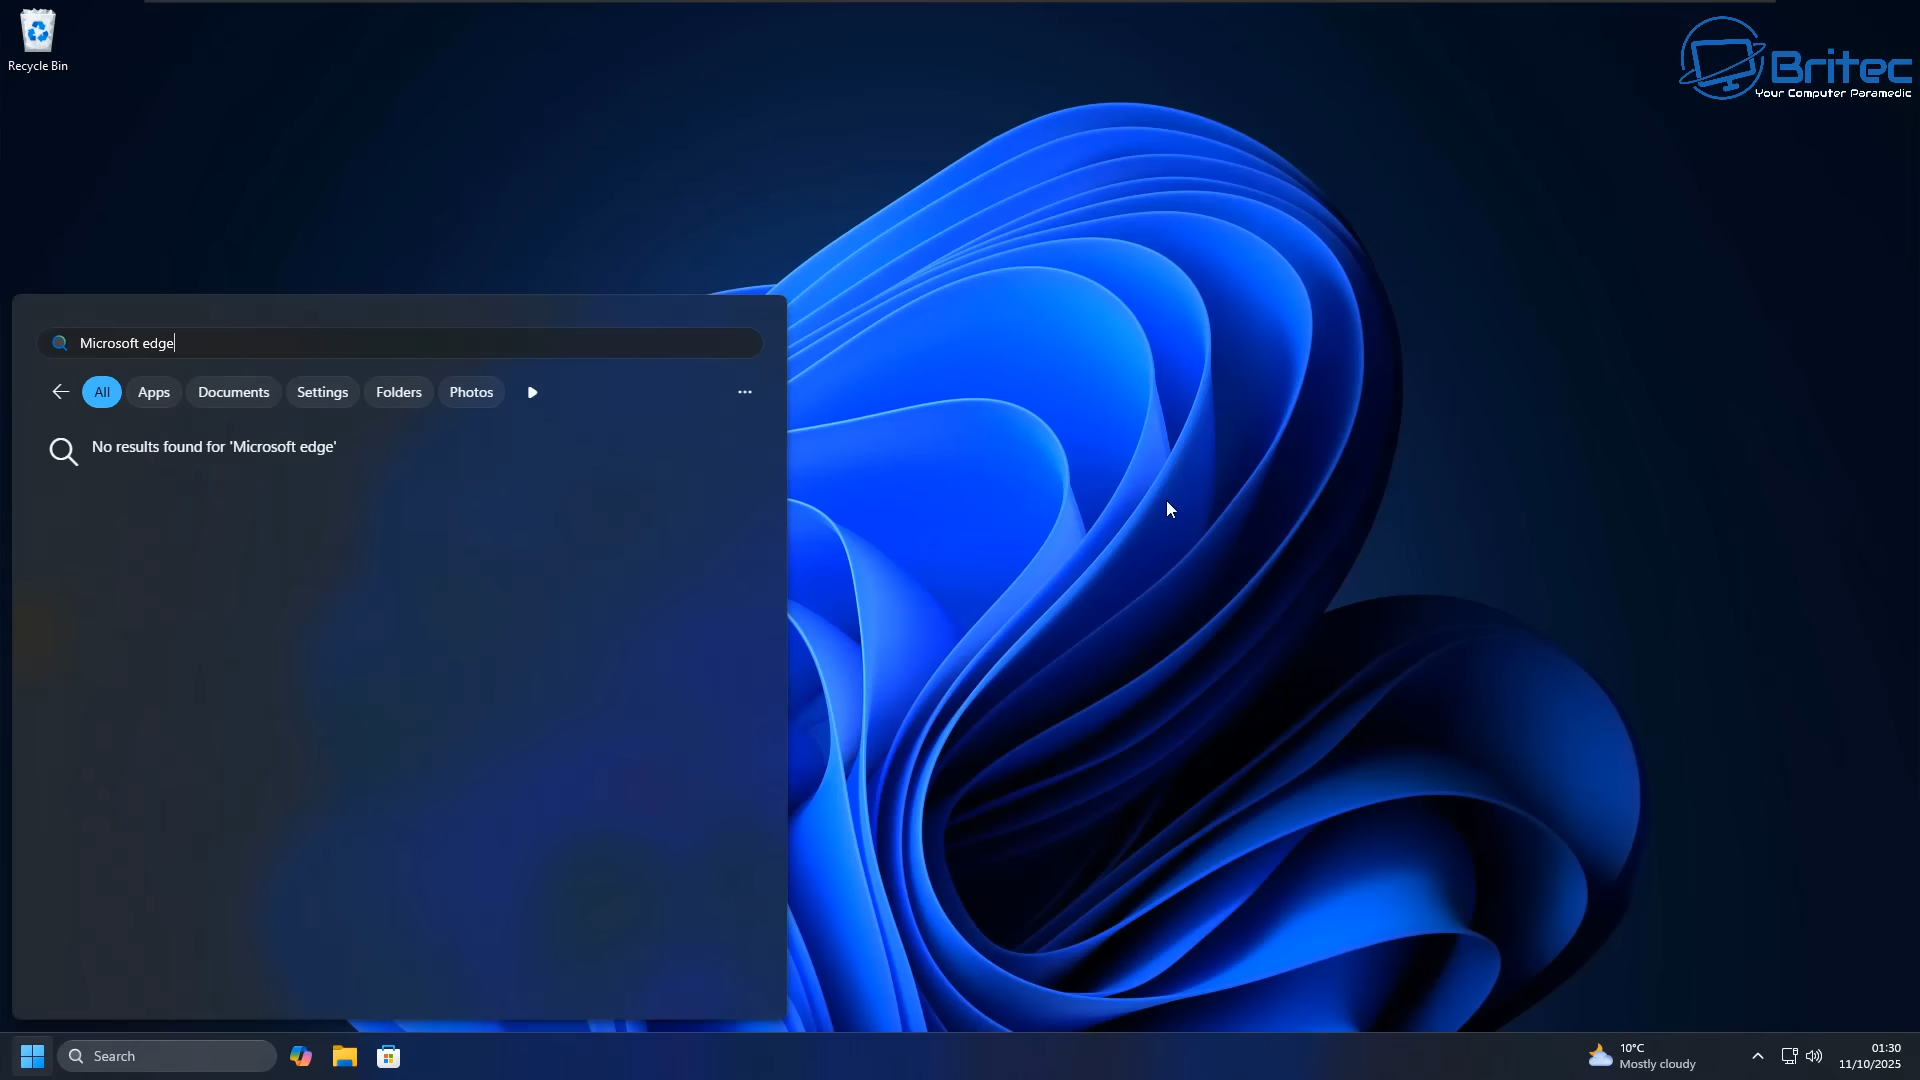 Recycle Bin
Britec
Your Computer Paramedic
Microsoft edge
All Apps Documents Settings Folders Photos
No results found for 'Microsoft edge'
Search
10°C
Mostly cloudy
01:30
11/10/2025